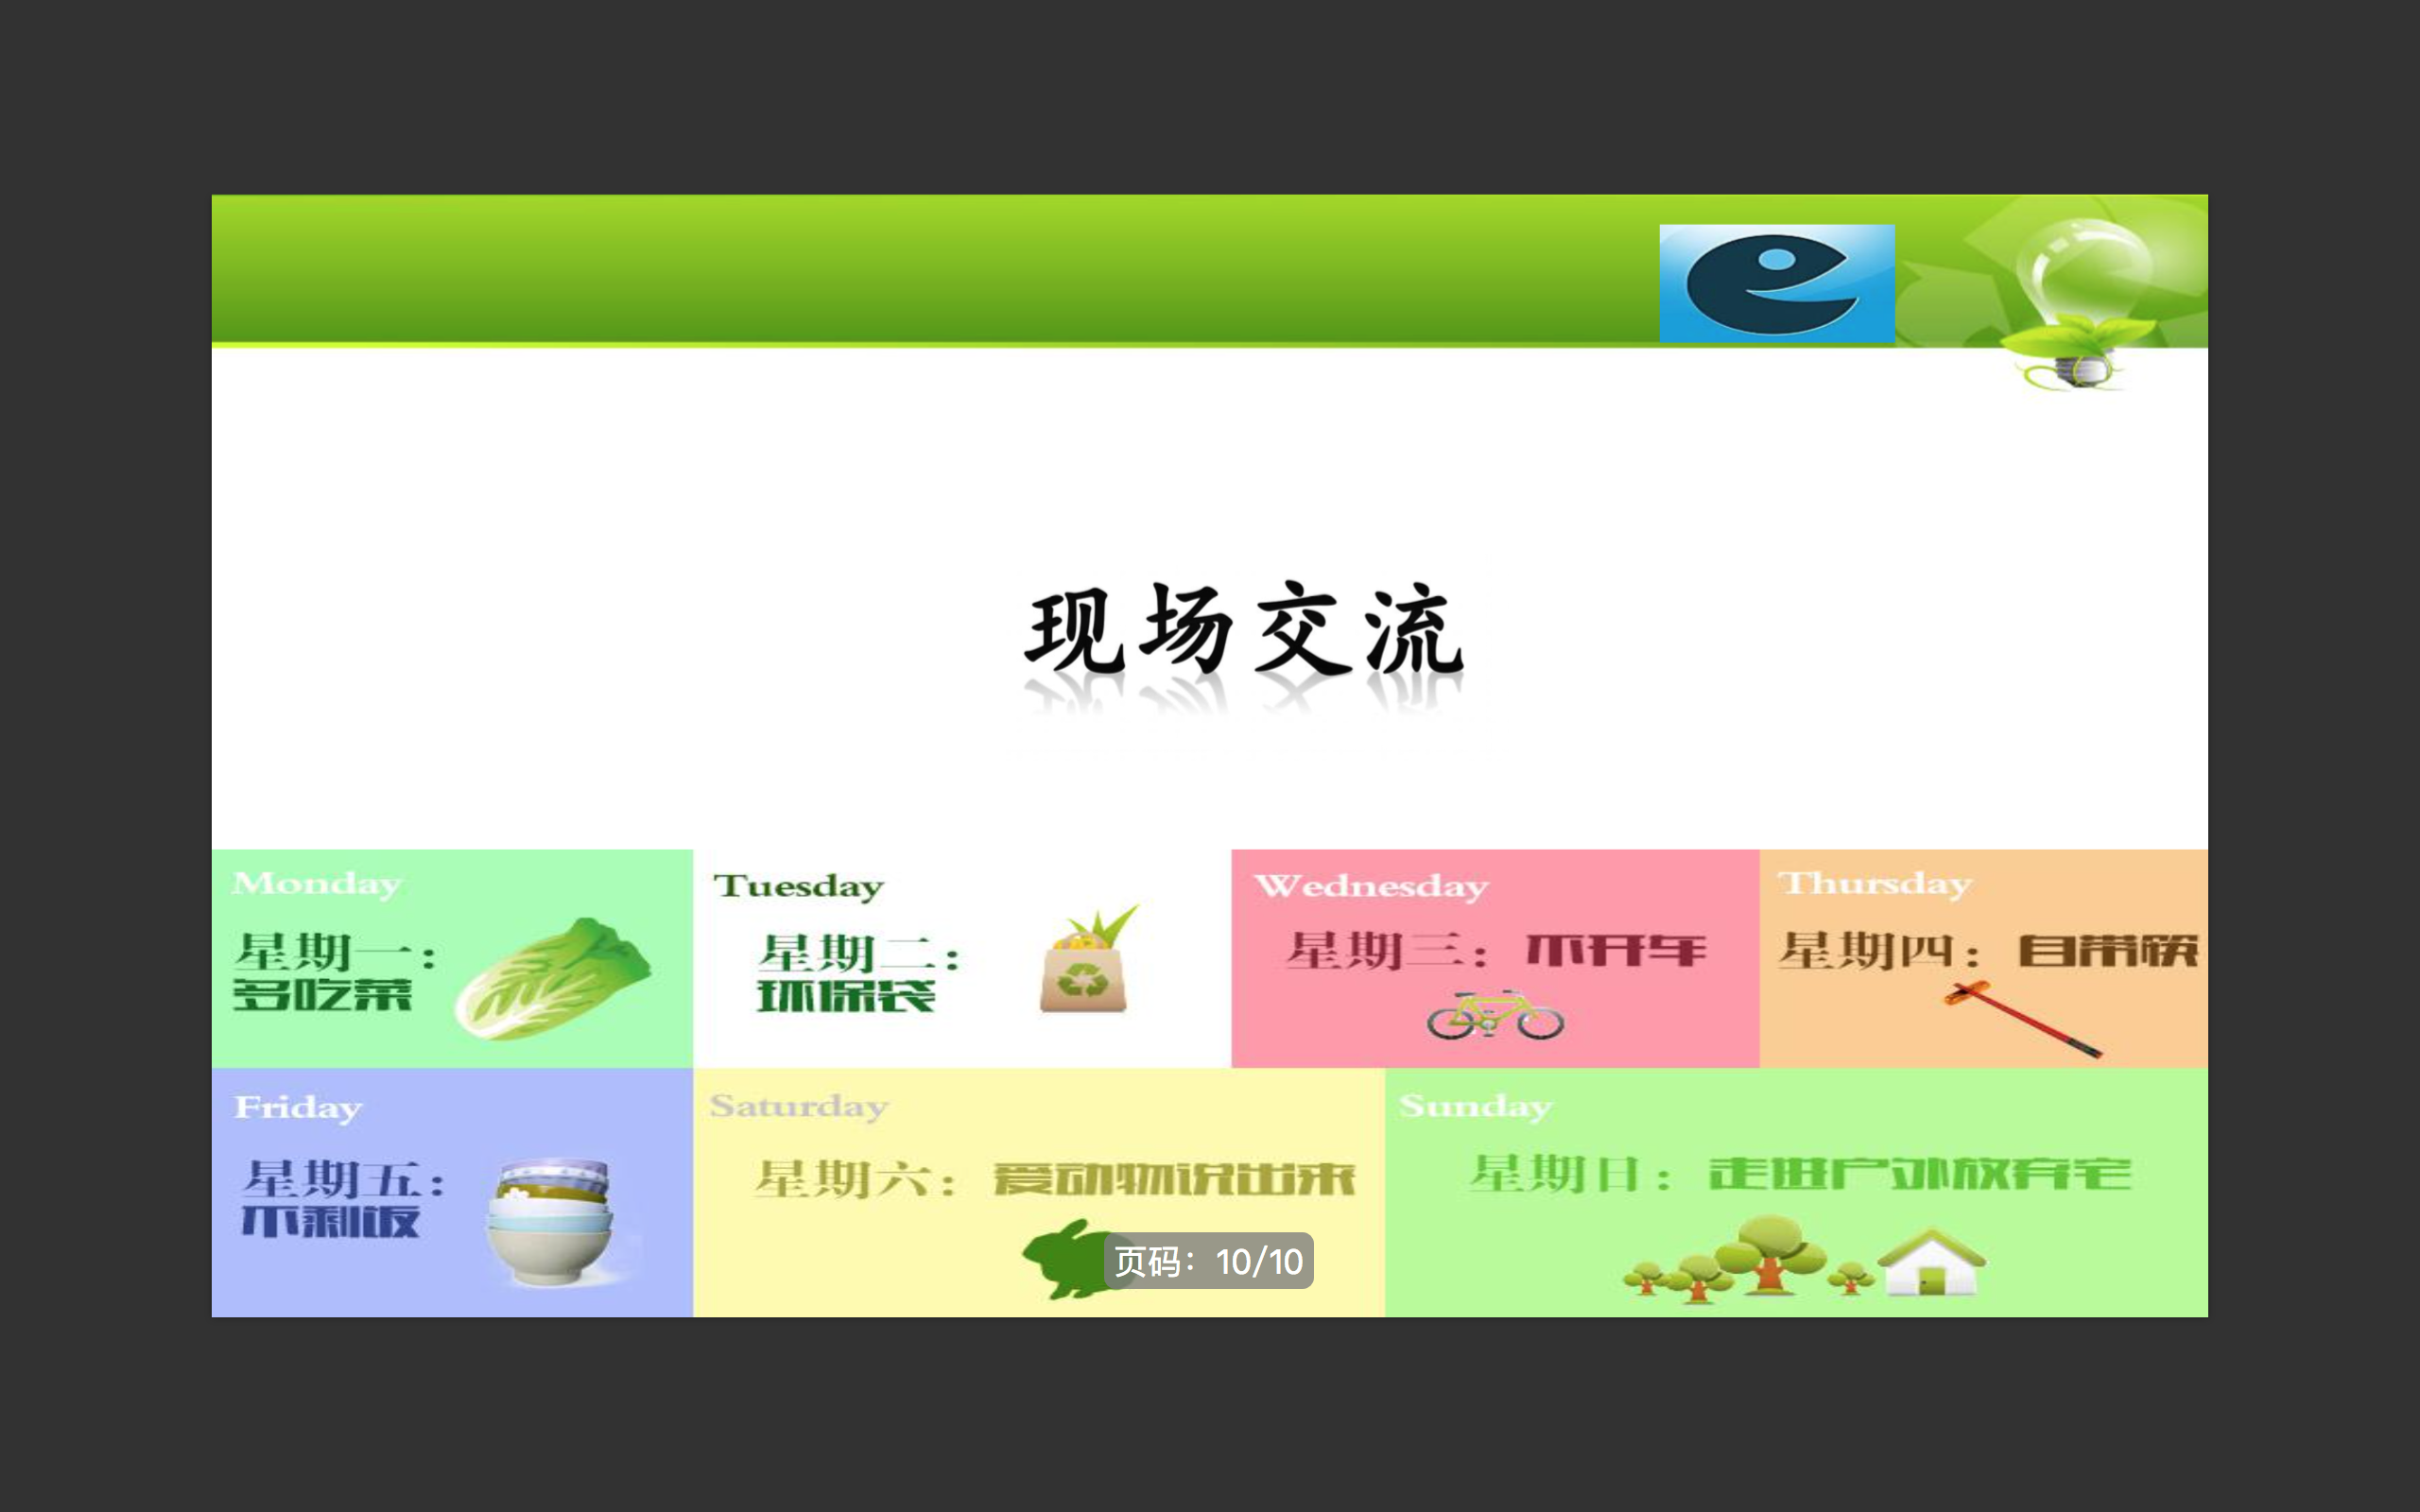 现场交流
Monday
星期一：
多吃菜
Tuesday
星期二：
环保袋
Wednesday
星期三：不开车
Thursday
星期四：自带筷
Friday
星期五：
不剩饭
Saturday
星期六：爱动物说出来
Sunday
星期日：走进户外放弃宅
页码：10/10